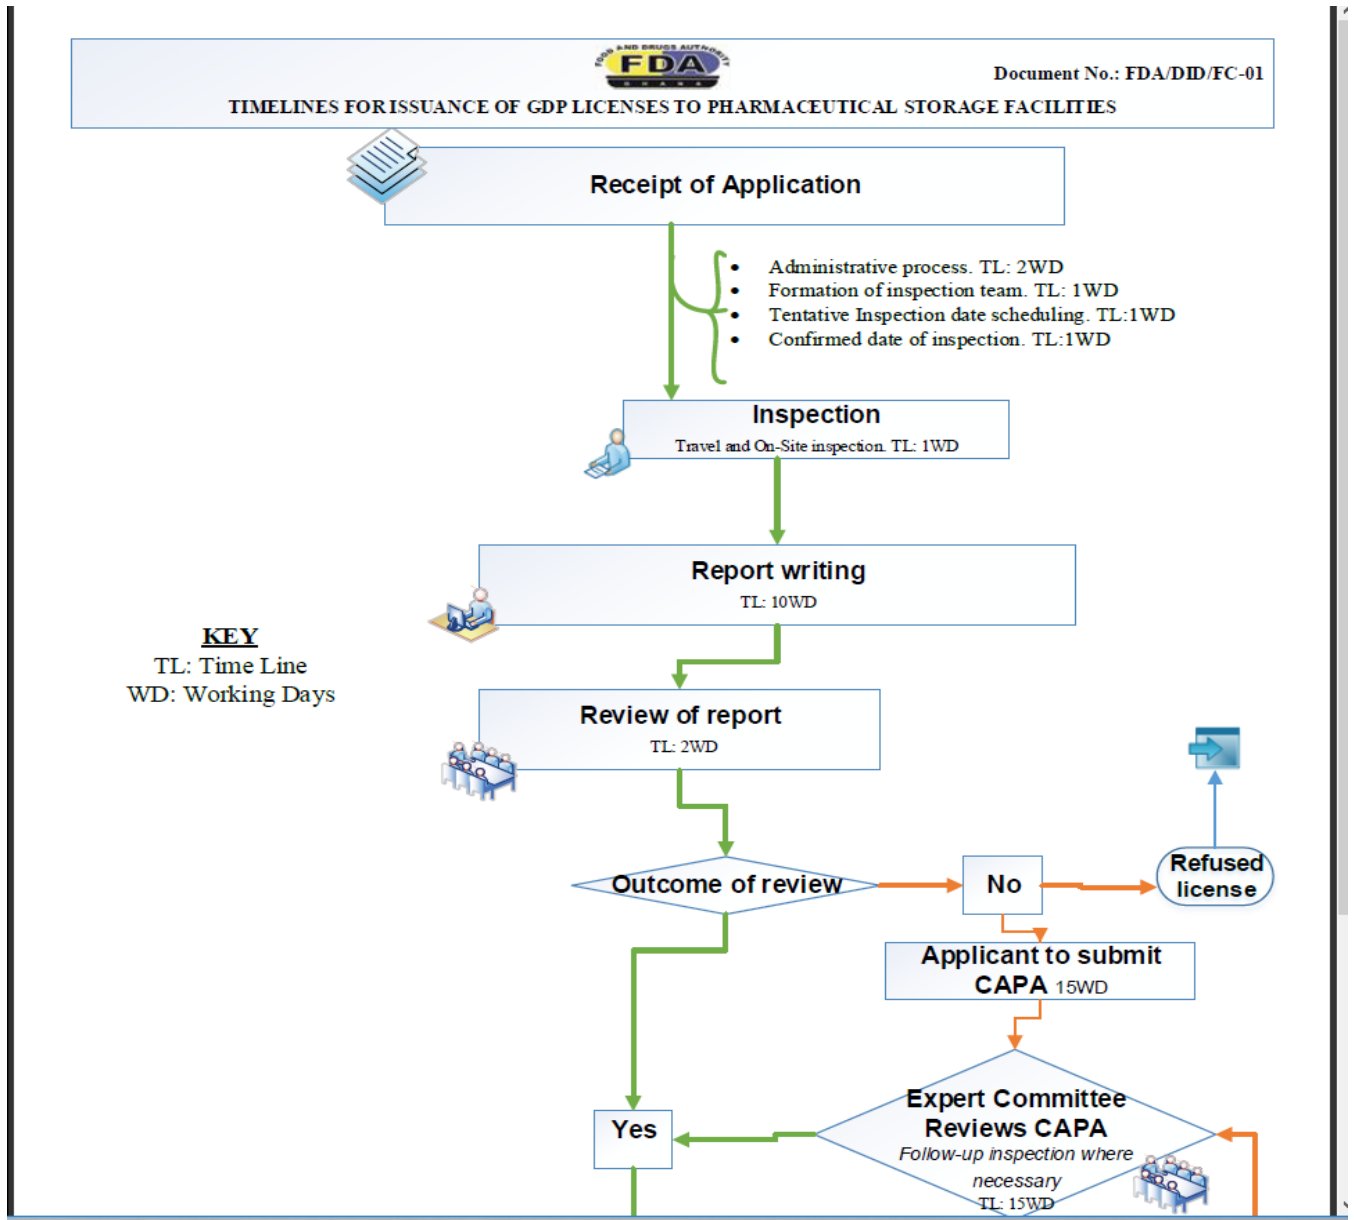 FOOD AND DRUGS AUTHORITY
FDA
GHANA
Document No.: FDA/DID/FC-01
TIMELINES FOR ISSUANCE OF GDP LICENSES TO PHARMACEUTICAL STORAGE FACILITIES
Receipt of Application
• Administrative process. TL: 2WD
• Formation of inspection team. TL: 1WD
• Tentative Inspection date scheduling. TL:1WD
• Confirmed date of inspection. TL:1WD
Inspection
Travel and On-Site inspection. TL: 1WD
Report writing
TL: 10WD
KEY
TL: Time Line
WD: Working Days
Review of report
TL: 2WD
Outcome of review
No
Refused
license
Applicant to submit
CAPA 15WD
Expert Committee
Reviews CAPA
Follow-up inspection where
necessary
TL: 15WD
Yes